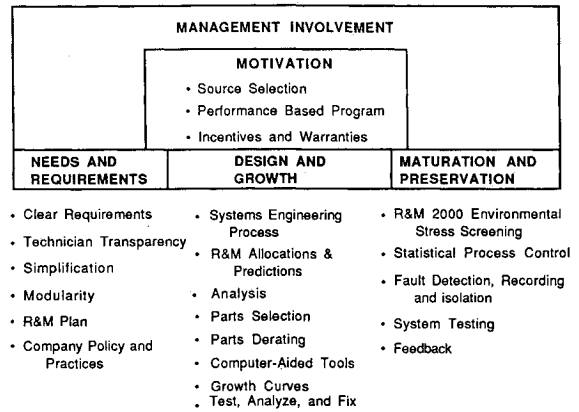 MANAGEMENT INVOLVEMENT
MOTIVATION
• Source Selection
• Performance Based Program
• Incentives and Warranties
NEEDS AND
REQUIREMENTS
• Clear Requirements
• Technician Transparency
• Simplification
• Modularity
• R&M Plan
• Company Policy and
Practices
DESIGN AND
GROWTH
• Systems Engineering
Process
• R&M Allocations &
Predictions
• Analysis
• Parts Selection
• Parts Derating
• Computer-Aided Tools
• Growth Curves
• Test, Analyze, and Fix
MATURATION AND
PRESERVATION
• R&M 2000 Environmental
Stress Screening
• Statistical Process Control
• Fault Detection, Recording
and isolation
• System Testing
• Feedback